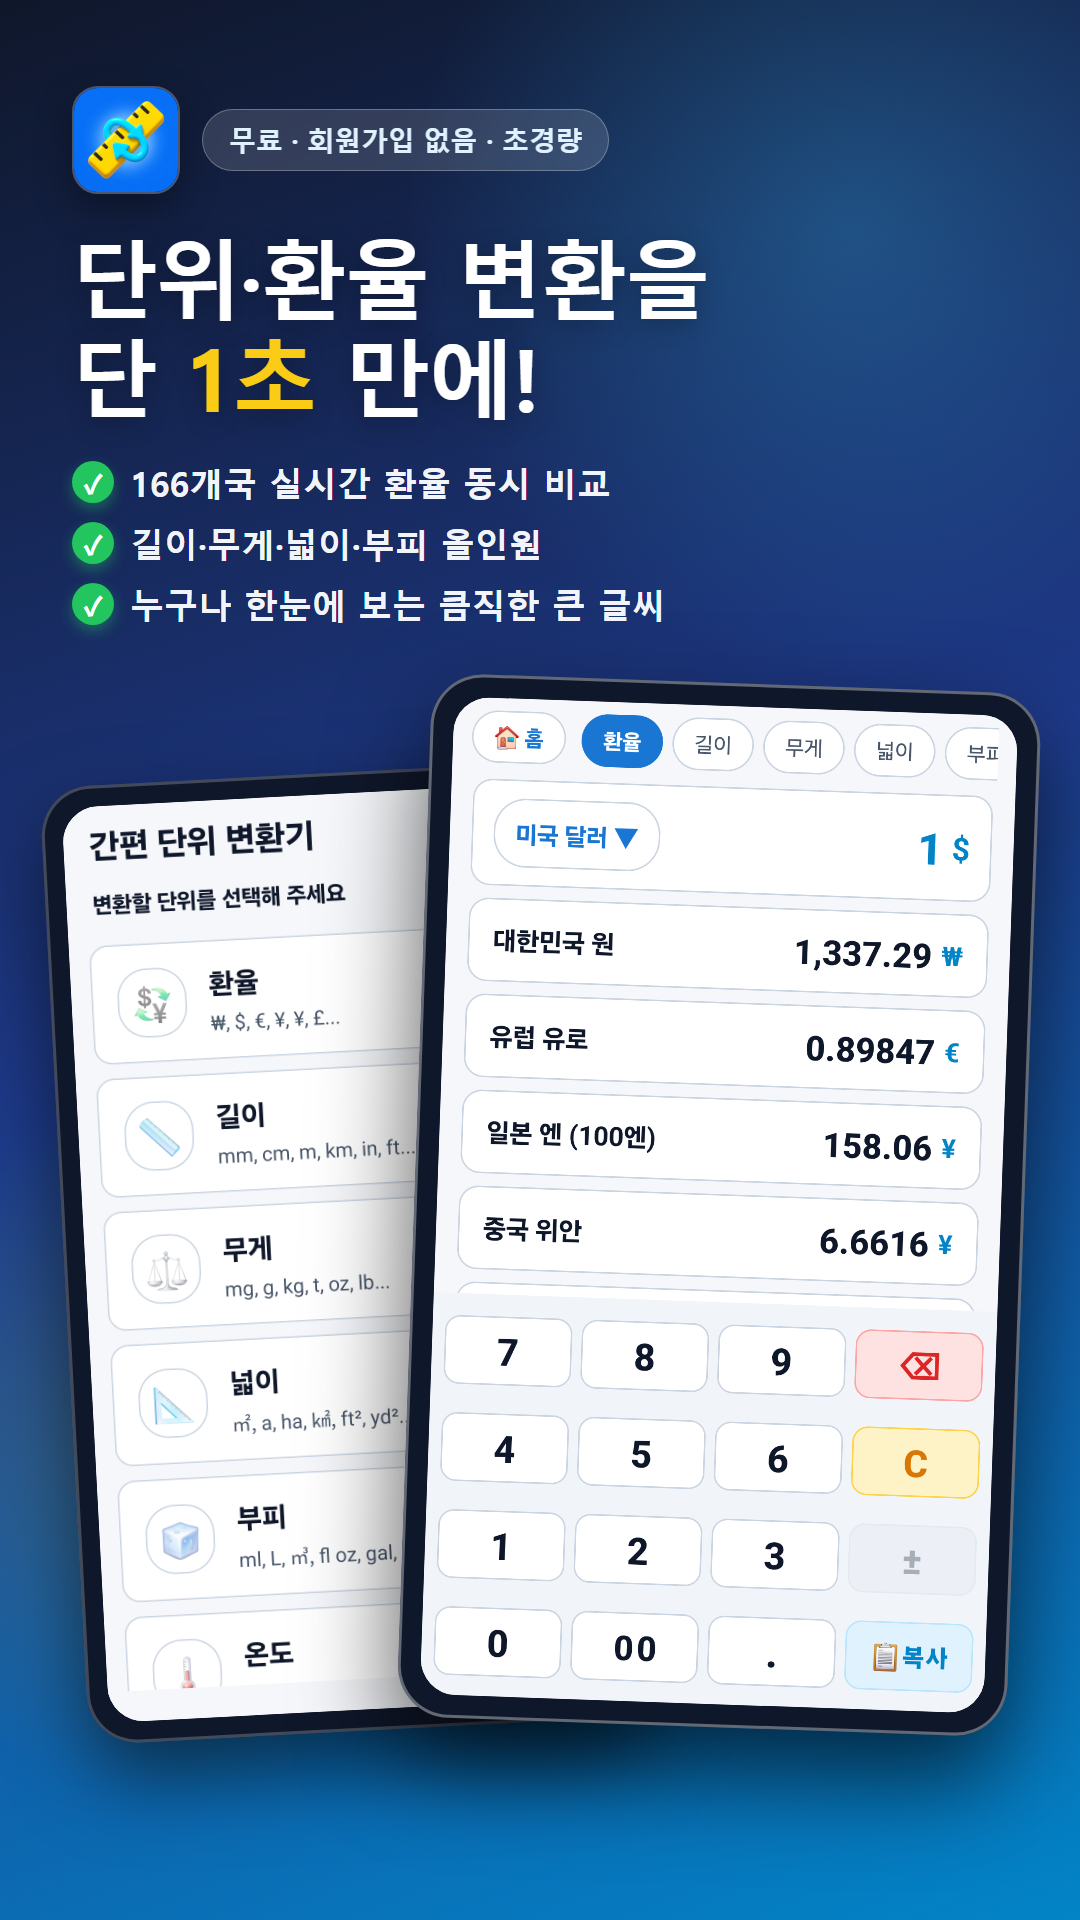 무료 · 회원가입 없음 · 초경량
단위·환율 변환을
단 1초 만에!
166개국 실시간 환율 동시 비교
길이·무게·넓이·부피 올인원
누구나 한눈에 보는 큼직한 큰 글씨
간편 단위 변환기
변환할 단위를 선택해 주세요
환율
₩, $, €, ¥, ¥, £...
길이
mm, cm, m, km, in, ft...
무게
mg, g, kg, t, oz, lb...
넓이
㎡, a, ha, ㎢, ft², yd²..
부피
ml, L, ㎥, fl oz, gal,
온도
홈 환율 길이 무게 넓이 부피
미국 달러 ▼ 1 $
대한민국 원 1,337.29 ₩
유럽 유로 0.89847 €
일본 엔 (100엔) 158.06 ¥
중국 위안 6.6616 ¥
7 8 9 ⌫
4 5 6 C
1 2 3 ±
0 00 . 복사